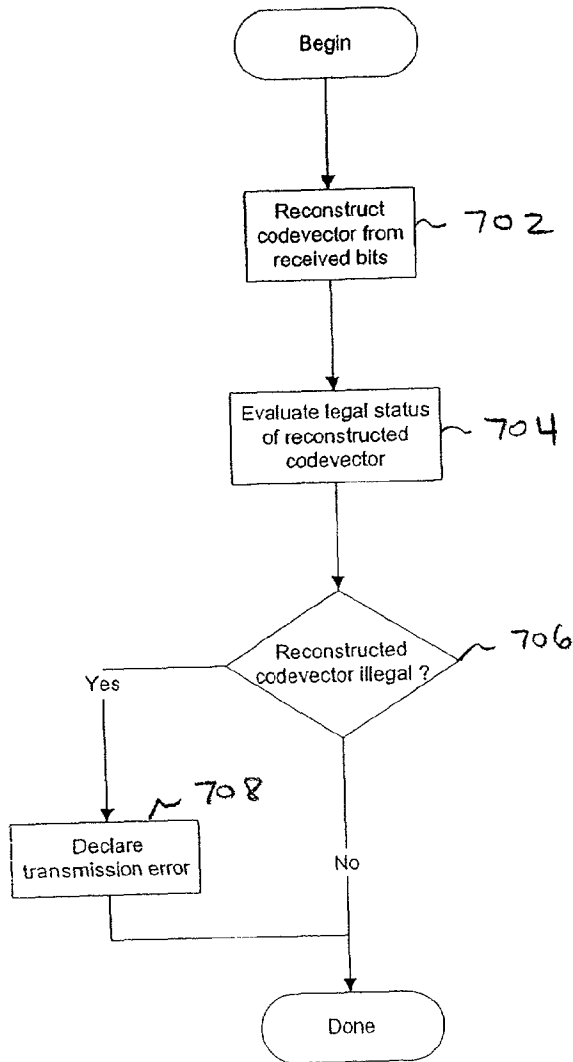 Begin
Reconstruct
codevector from
received bits
702
Evaluate legal status
of reconstructed
codevector
704
Reconstructed
codevector illegal ?
706
Yes
708
Declare
transmission error
No
Done